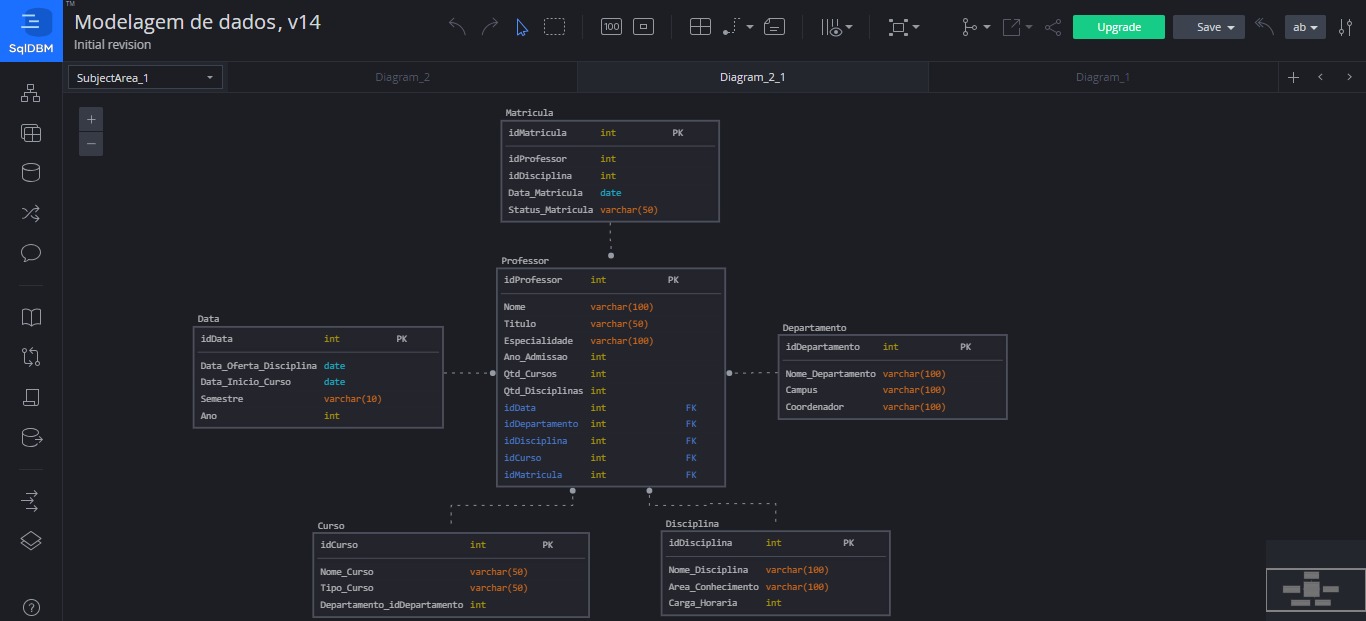 TM
SqlDBM
Modelagem de dados, v14
Initial revision
100
Upgrade
Save
ab
SubjectArea_1
Diagram_2
Diagram_2_1
Diagram_1
Matricula
idMatricula int PK
idProfessor int
idDisciplina int
Data_Matricula date
Status_Matricula varchar(50)
Professor
idProfessor int PK
Nome varchar(100)
Titulo varchar(50)
Especialidade varchar(100)
Ano_Admissao int
Qtd_Cursos int
Qtd_Disciplinas int
idData int FK
idDepartamento int FK
idDisciplina int FK
idCurso int FK
idMatricula int FK
Data
idData int PK
Data_Oferta_Disciplina date
Data_Inicio_Curso date
Semestre varchar(10)
Ano int
Departamento
idDepartamento int PK
Nome_Departamento varchar(100)
Campus varchar(100)
Coordenador varchar(100)
Curso
idCurso int PK
Nome_Curso varchar(50)
Tipo_Curso varchar(50)
Departamento_idDepartamento int
Disciplina
idDisciplina int PK
Nome_Disciplina varchar(100)
Area_Conhecimento varchar(100)
Carga_Horaria int